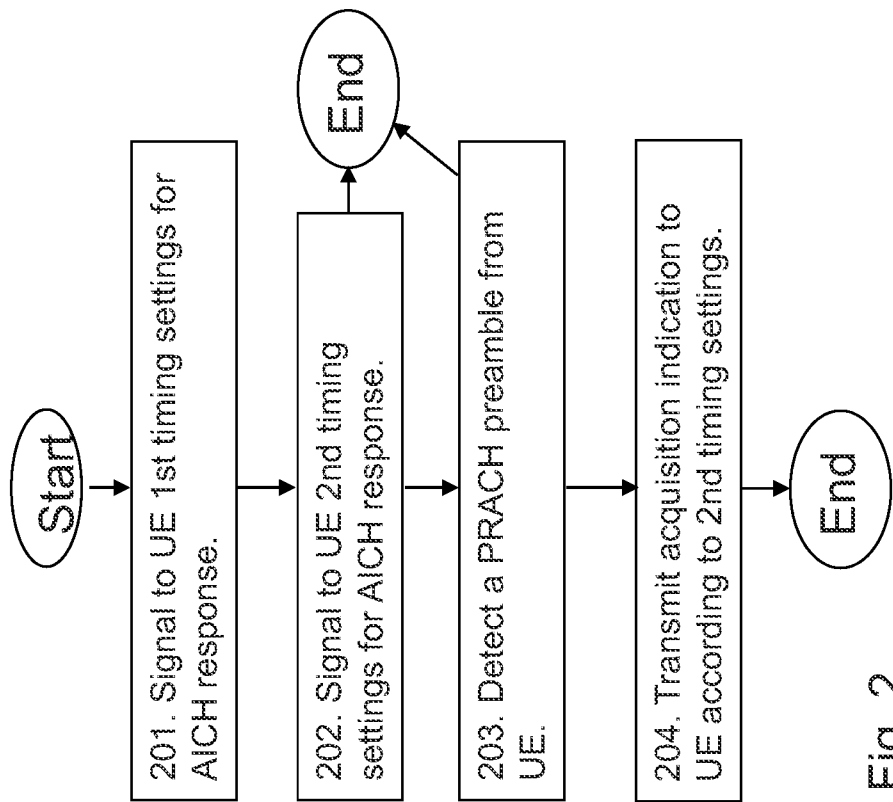 Start
201. Signal to UE 1st timing settings for
AICH response.
202. Signal to UE 2nd timing
settings for AICH response.
End
203. Detect a PRACH preamble from
UE.
204. Transmit acquisition indication to
UE according to 2nd timing settings.
End
Fig. 2